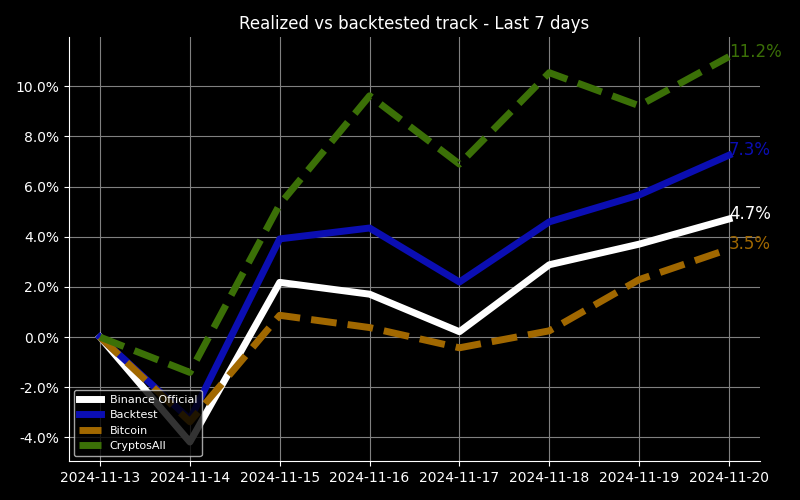 Realized vs backtested track - Last 7 days
11.2%
10.0%
8.0%
7.3%
6.0%
4.7%
4.0%
3.5%
2.0%
0.0%
-2.0%
-4.0%
Binance Official
Backtest
Bitcoin
CryptosAll
2024-11-13 2024-11-14 2024-11-15 2024-11-16 2024-11-17 2024-11-18 2024-11-19 2024-11-20